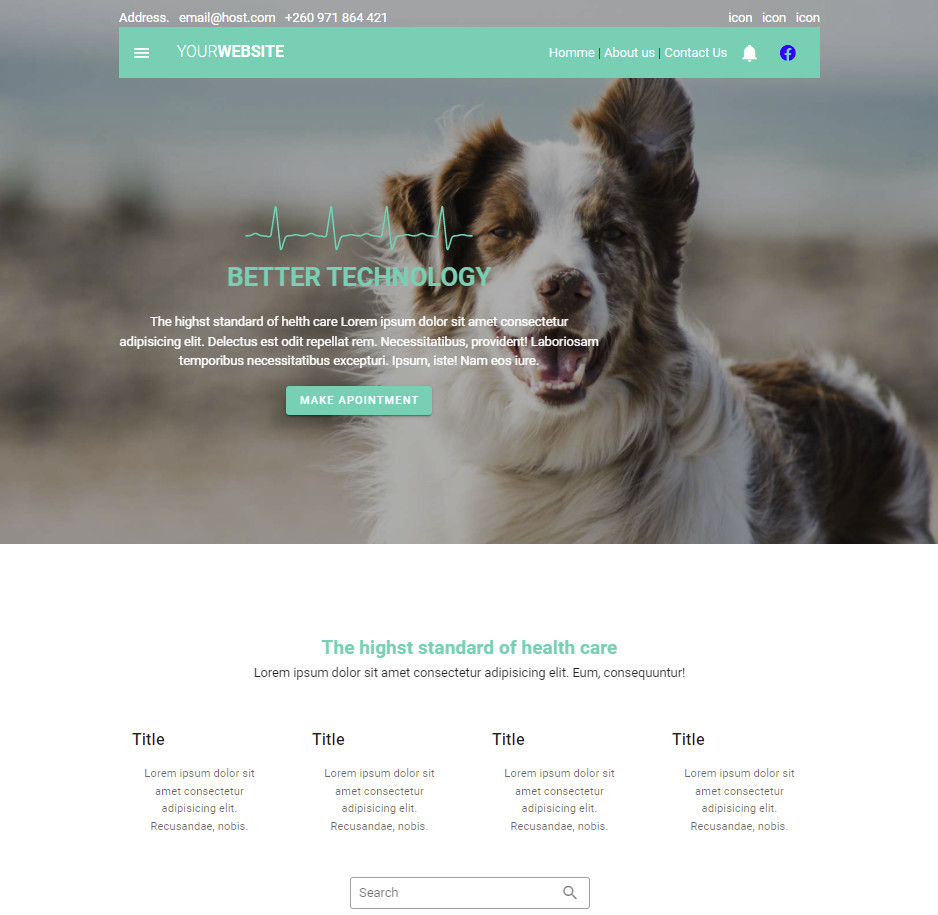 Address. email@host.com +260 971 864 421
icon icon icon
YOURWEBSITE
Homme | About us | Contact Us
BETTER TECHNOLOGY
The highst standard of helth care Lorem ipsum dolor sit amet consectetur
adipisicing elit. Delectus est odit repellat rem. Necessitatibus, provident! Laboriosam
temporibus necessitatibus excepturi. Ipsum, iste! Nam eos iure.
MAKE APOINTMENT
The highst standard of health care
Lorem ipsum dolor sit amet consectetur adipisicing elit. Eum, consequuntur!
Title
Lorem ipsum dolor sit
amet consectetur
adipisicing elit.
Recusandae, nobis.
Title
Lorem ipsum dolor sit
amet consectetur
adipisicing elit.
Recusandae, nobis.
Title
Lorem ipsum dolor sit
amet consectetur
adipisicing elit.
Recusandae, nobis.
Title
Lorem ipsum dolor sit
amet consectetur
adipisicing elit.
Recusandae, nobis.
Search